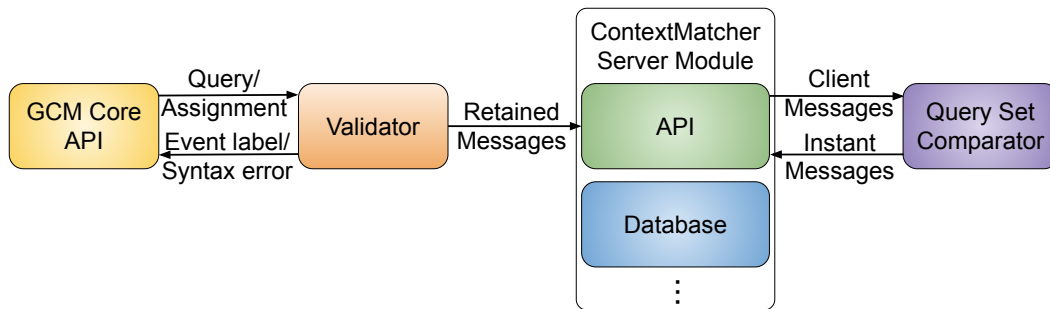 GCM Core
API
Query/
Assignment
Event label/
Syntax error
Validator
Retained
Messages
ContextMatcher
Server Module
API
Database
⋮
Client
Messages
Instant
Messages
Query Set
Comparator